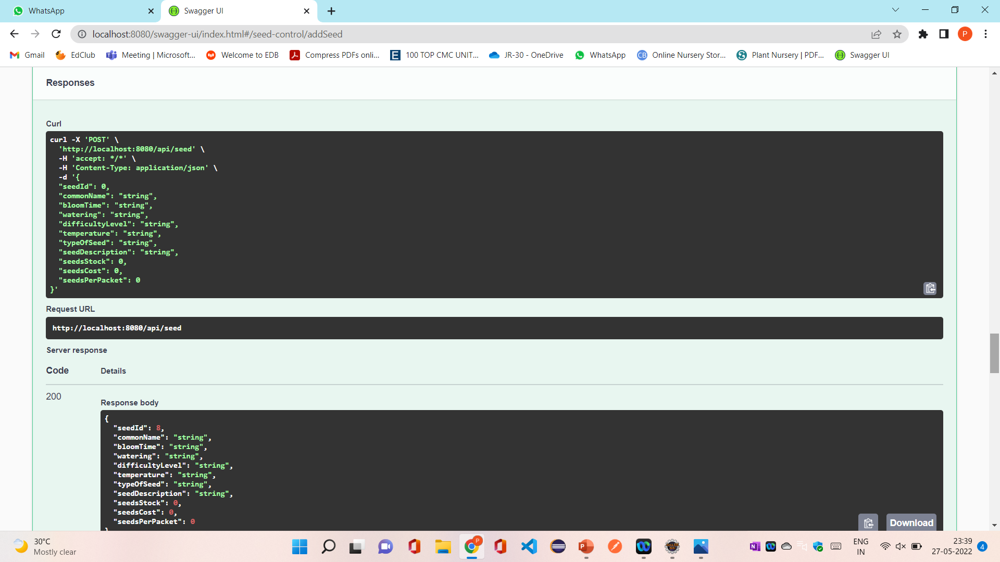 WhatsApp
Swagger UI
localhost:8080/swagger-ui/index.html#/seed-control/addSeed
P
Gmail
EdClub
Meeting | Microsoft...
Welcome to EDB
Compress PDFs onli...
E
100 TOP CMC UNIT...
JR-30 - OneDrive
WhatsApp
CB
Online Nursery Stor...
Plant Nursery | PDF...
Swagger UI
Responses
Curl
curl -X 'POST' \
'http://localhost:8080/api/seed' \
-H 'accept: */*' \
-H 'Content-Type: application/json' \
-d '{
"seedId": 0,
"commonName": "string",
"bloomTime": "string",
"watering": "string",
"difficultyLevel": "string",
"temperature": "string",
"typeOfSeed": "string",
"seedDescription": "string",
"seedsStock": 0,
"seedsCost": 0,
"seedsPerPacket": 0
}'
Request URL
http://localhost:8080/api/seed
Server response
Code
Details
200
Response body
{
"seedId": 8,
"commonName": "string",
"bloomTime": "string",
"watering": "string",
"difficultyLevel": "string",
"temperature": "string",
"typeOfSeed": "string",
"seedDescription": "string",
"seedsStock": 0,
"seedsCost": 0,
"seedsPerPacket": 0
}
Download
30°C
Mostly clear
ENG
IN
23:39
27-05-2022
4